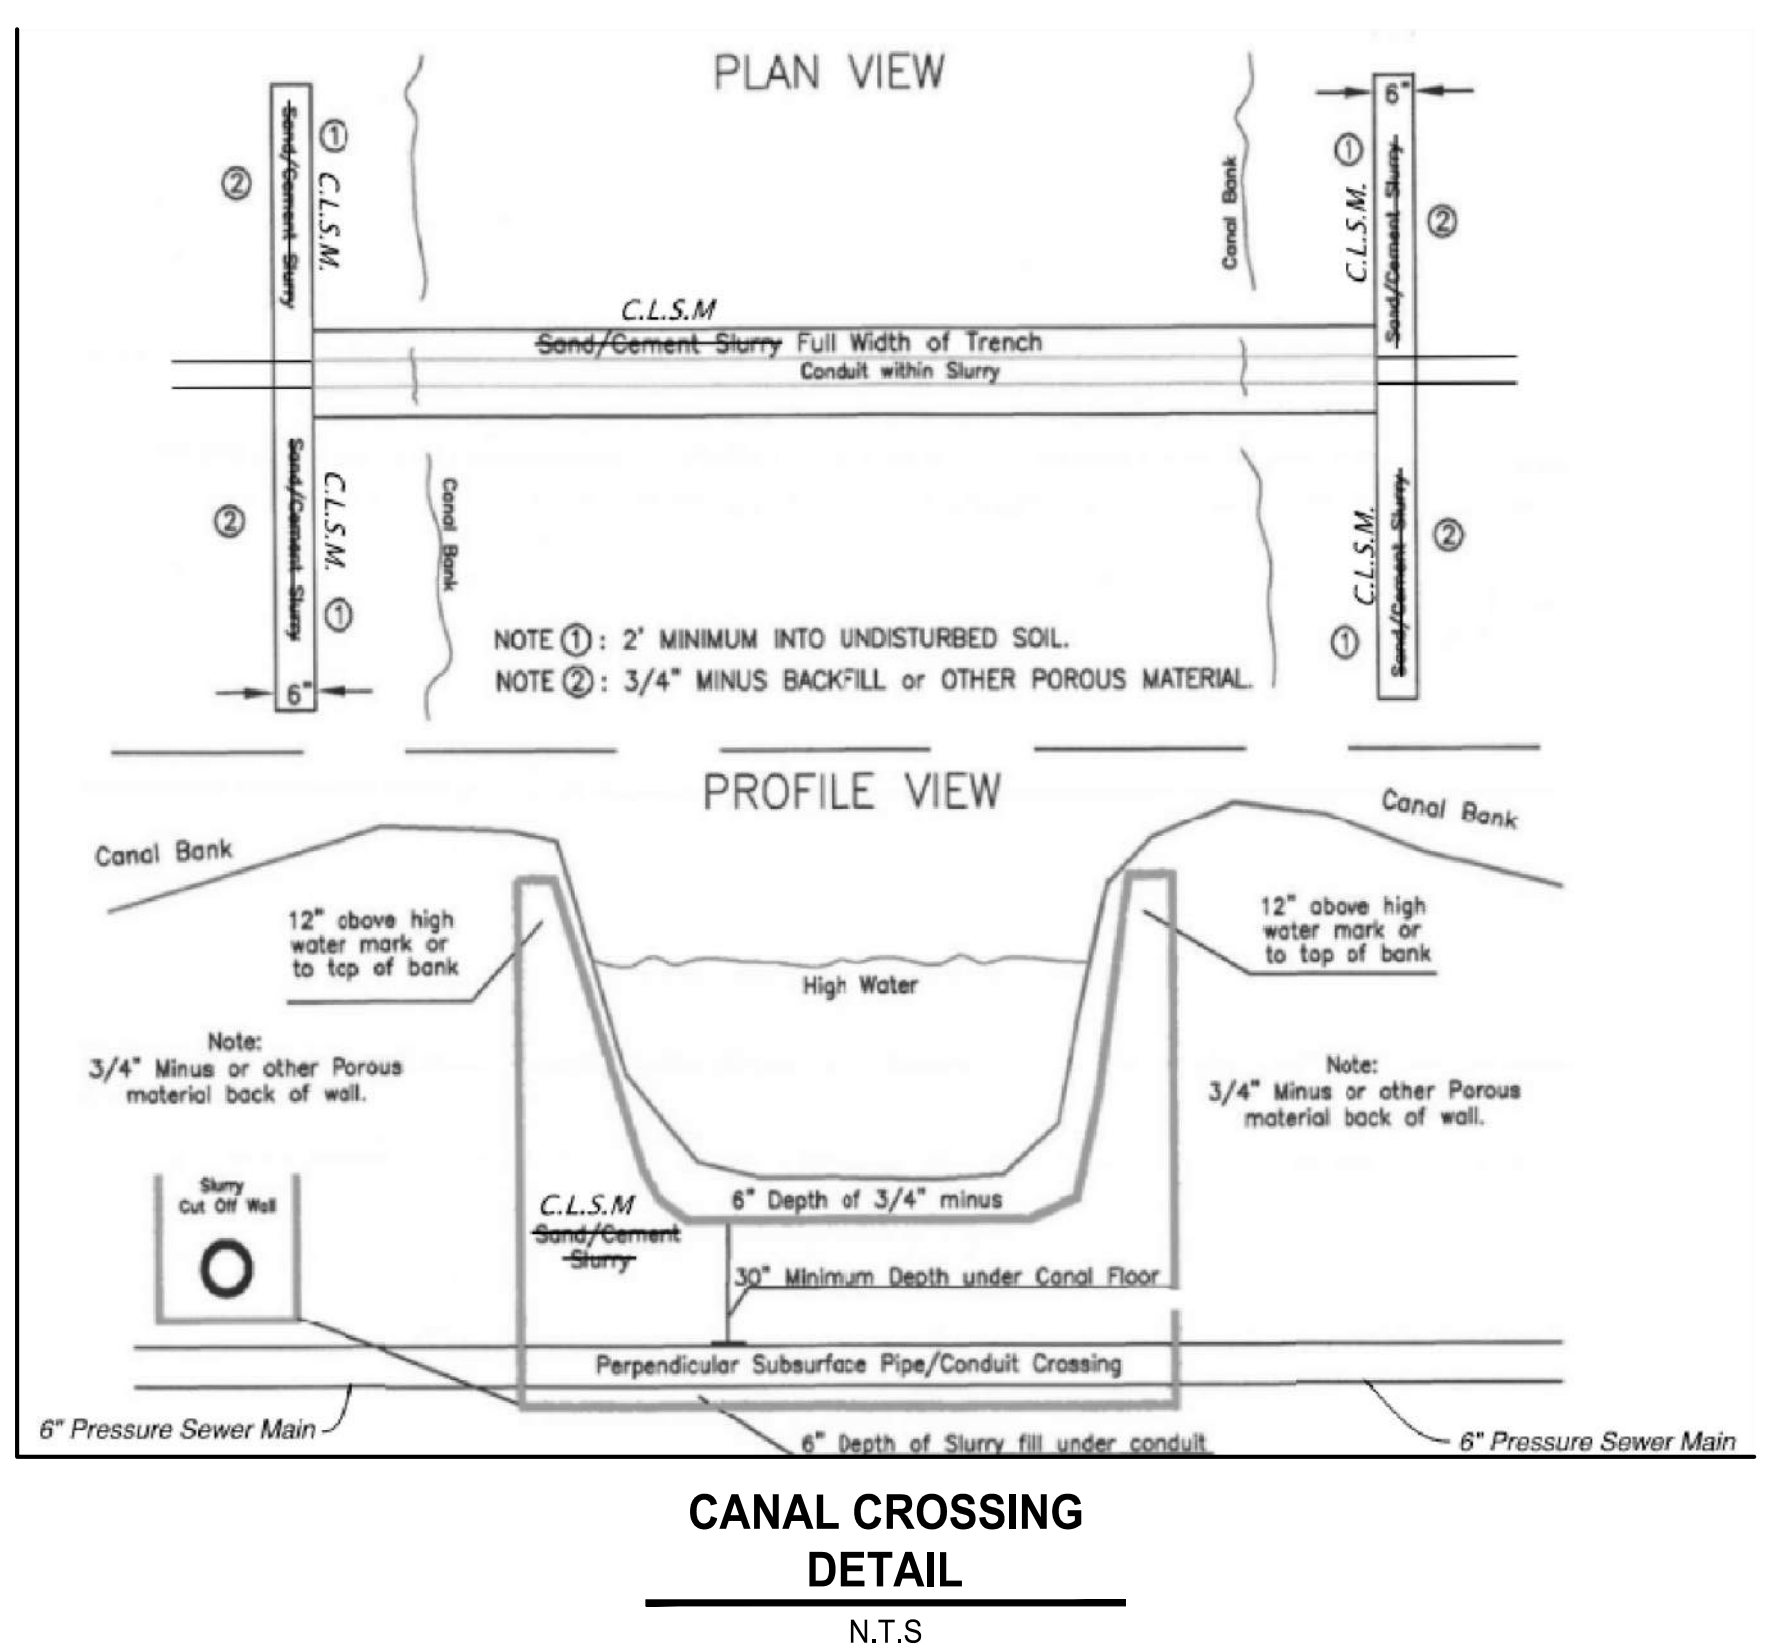 PLAN VIEW
6"
Sand/Cement Slurry
1
C.L.S.M.
2
Canal Bank
1
C.L.S.M.
Sand/Cement Slurry
2
C.L.S.M
Sand/Cement Slurry Full Width of Trench
Conduit within Slurry
Sand/Cement Slurry
C.L.S.M.
2
1
6"
Canal Bank
C.L.S.M.
Sand/Cement Slurry
2
1
NOTE 1: 2' MINIMUM INTO UNDISTURBED SOIL.
NOTE 2: 3/4" MINUS BACKFILL or OTHER POROUS MATERIAL.
PROFILE VIEW
Canal Bank
Canal Bank
12" above high
water mark or
to top of bank
12" above high
water mark or
to top of bank
High Water
Note:
3/4" Minus or other Porous
material back of wall.
Note:
3/4" Minus or other Porous
material back of wall.
Slurry
Cut Off Wall
C.L.S.M
Sand/Cement
Slurry
6" Depth of 3/4" minus
30" Minimum Depth under Canal Floor
Perpendicular Subsurface Pipe/Conduit Crossing
6" Pressure Sewer Main
6" Depth of Slurry fill under conduit
6" Pressure Sewer Main
CANAL CROSSING
DETAIL
N.T.S